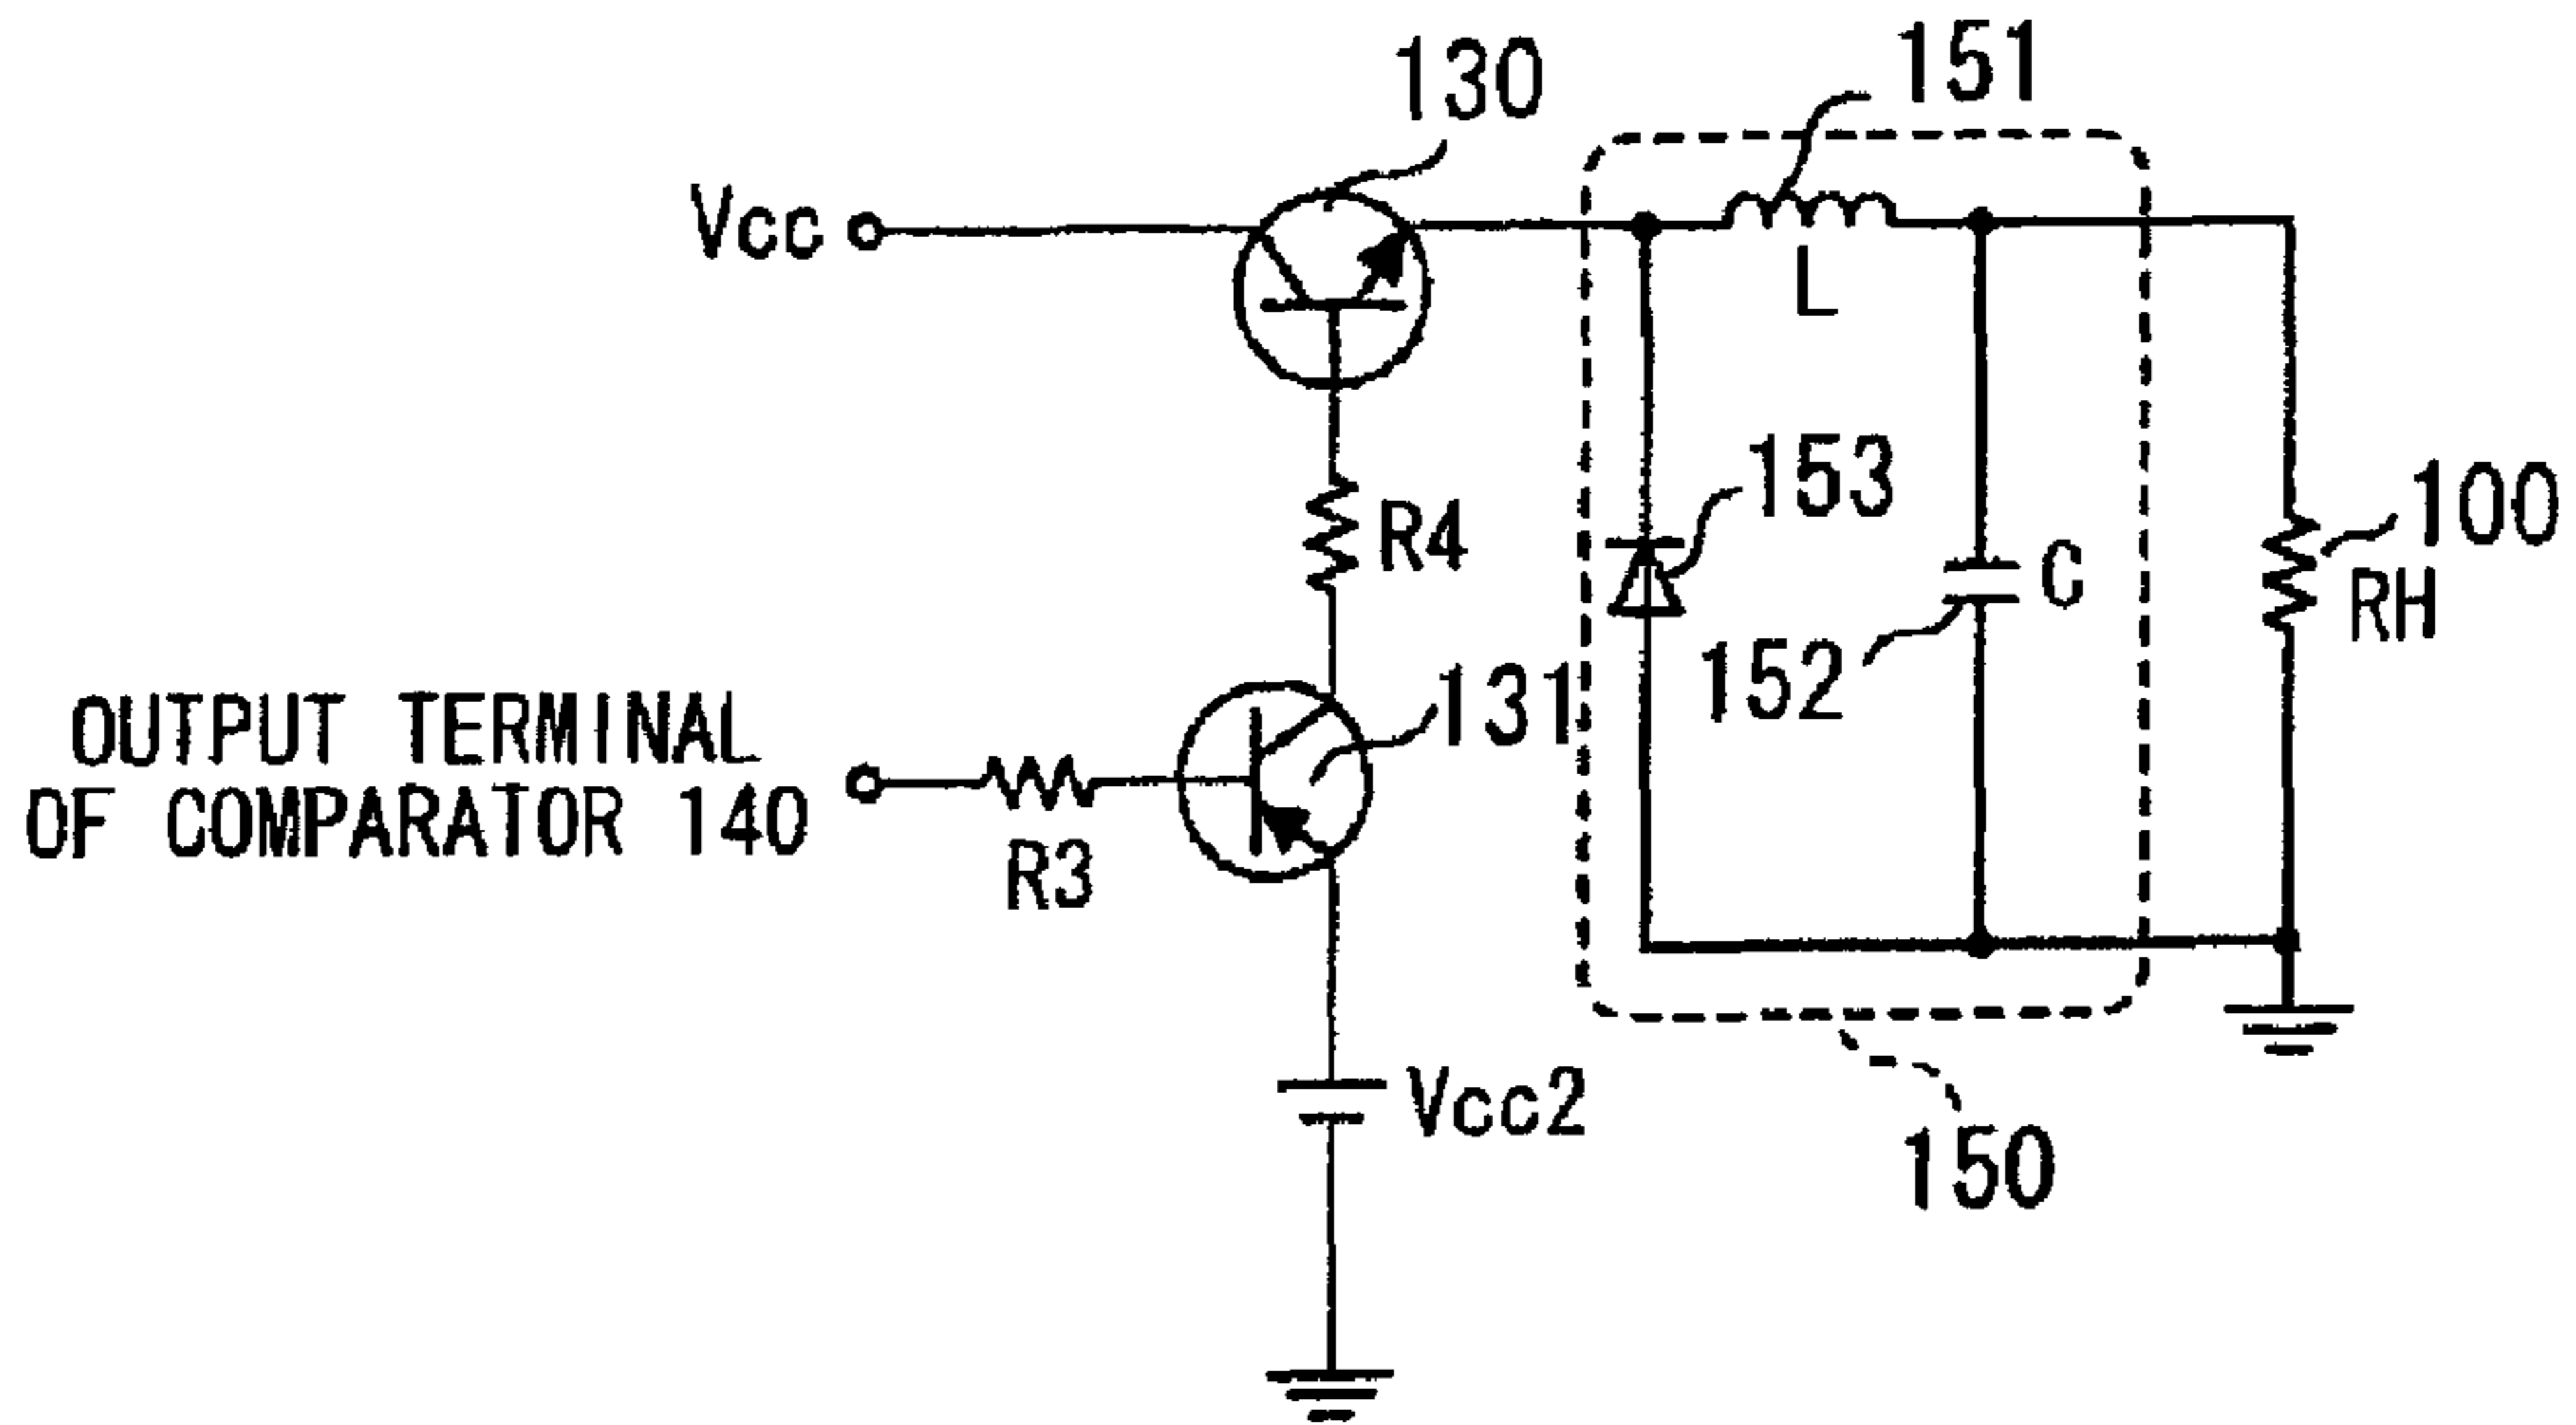 130
151
Vcc
L
153
R4
C
100
RH
152
131
OUTPUT TERMINAL
OF COMPARATOR 140
R3
Vcc2
150